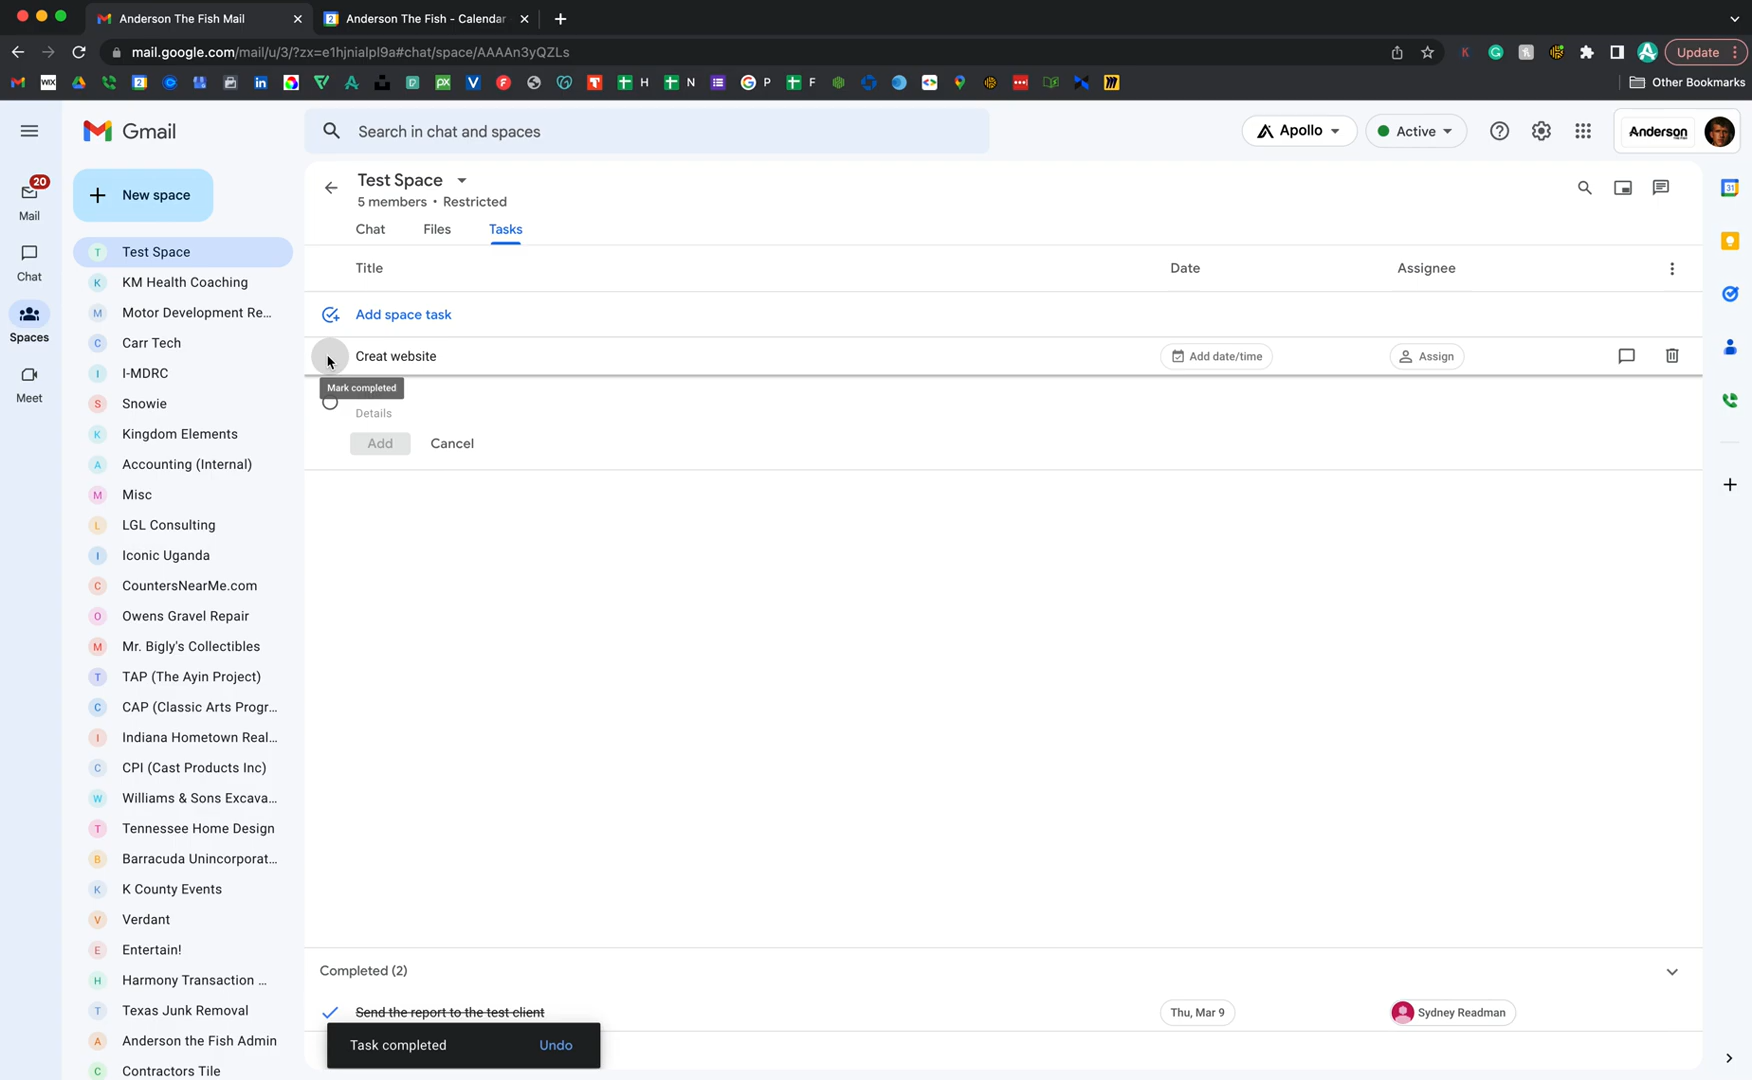 Anderson The Fish Mail
Anderson The Fish - Calendar
mail.google.com/mail/u/3/?zx=e1hjnialpl9a#chat/space/AAAAn3yQZLs
Update
H
N
P
F
Other Bookmarks
Gmail
Search in chat and spaces
Apollo
Active
Anderson
20
Mail
Chat
Spaces
Meet
New space
T Test Space
K KM Health Coaching
M Motor Development Re...
C Carr Tech
I I-MDRC
S Snowie
K Kingdom Elements
A Accounting (Internal)
M Misc
L LGL Consulting
I Iconic Uganda
C CountersNearMe.com
O Owens Gravel Repair
M Mr. Bigly's Collectibles
T TAP (The Ayin Project)
C CAP (Classic Arts Progr...
I Indiana Hometown Real...
C CPI (Cast Products Inc)
W Williams & Sons Excava...
T Tennessee Home Design
B Barracuda Unincorporat...
K K County Events
V Verdant
E Entertain!
H Harmony Transaction ...
T Texas Junk Removal
A Anderson the Fish Admin
C Contractors Tile
Test Space
5 members • Restricted
Chat Files Tasks
Title Date Assignee
Add space task
Creat website Add date/time Assign
Mark completed
Details
Add Cancel
Completed (2)
Send the report to the test client Thu, Mar 9 Sydney Readman
Task completed Undo
31